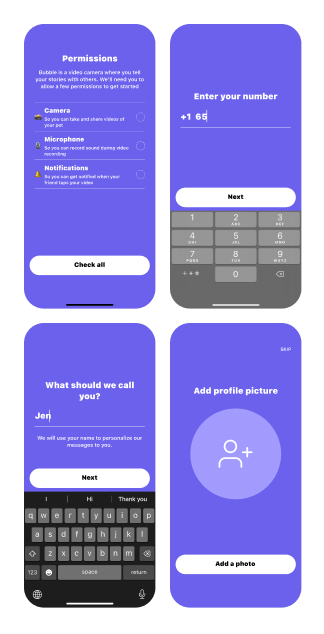 Permissions
Bubble is a video camera where you tell
your stories with others. We'll need you to
allow a few permissions to get started
Camera
So you can take and share videos of
your pet
Microphone
So you can record sound during video
recording
Notifications
So you can get notified when your
friend taps your video
Check all
Enter your number
+1 65
Next
1 2 3
ABC DEF
4 5 6
GHI JKL MNO
7 8 9
PQRS TUV WXYZ
+ * # 0
What should we call
you?
Jen
We will use your name to personalize our
messages to you.
Next
I Hi Thank you
q w e r t y u i o p
a s d f g h j k l
z x c v b n m
123 space return
SKIP
Add profile picture
Add a photo